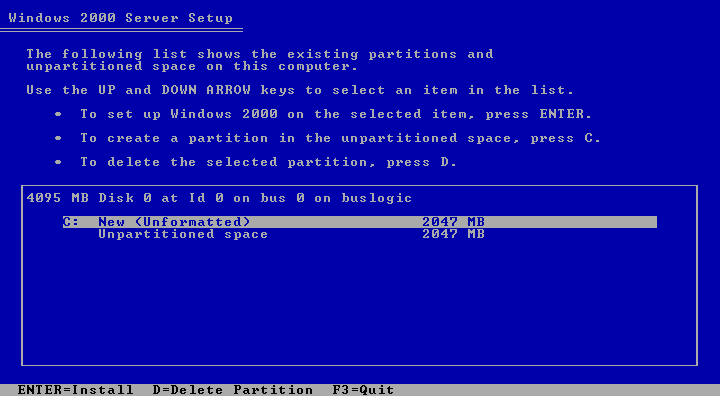 Windows 2000 Server Setup
The following list shows the existing partitions and
unpartitioned space on this computer.
Use the UP and DOWN ARROW keys to select an item in the list.
• To set up Windows 2000 on the selected item, press ENTER.
• To create a partition in the unpartitioned space, press C.
• To delete the selected partition, press D.
4095 MB Disk 0 at Id 0 on bus 0 on buslogic
C: New (Unformatted) 2047 MB
Unpartitioned space 2047 MB
ENTER=Install D=Delete Partition F3=Quit